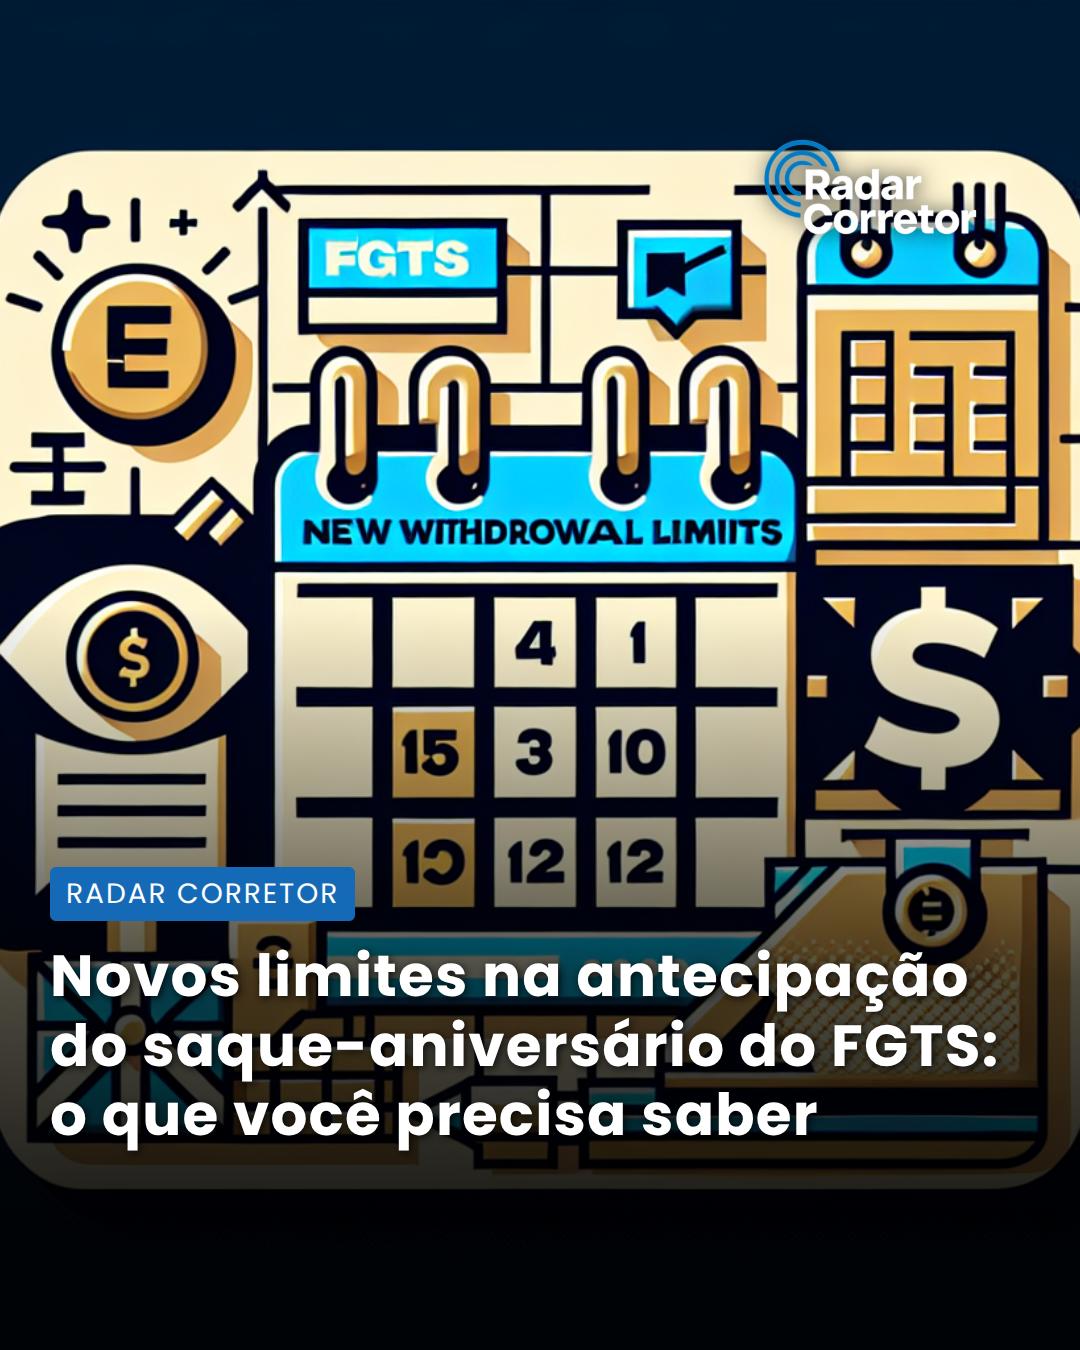 Radar
Corretor
FGTS
E
NEW WITHDROWAL LIMIITS
$
4 1
$
15 3 10
12 12
RADAR CORRETOR
Novos limites na antecipação
do saque-aniversário do FGTS:
o que você precisa saber